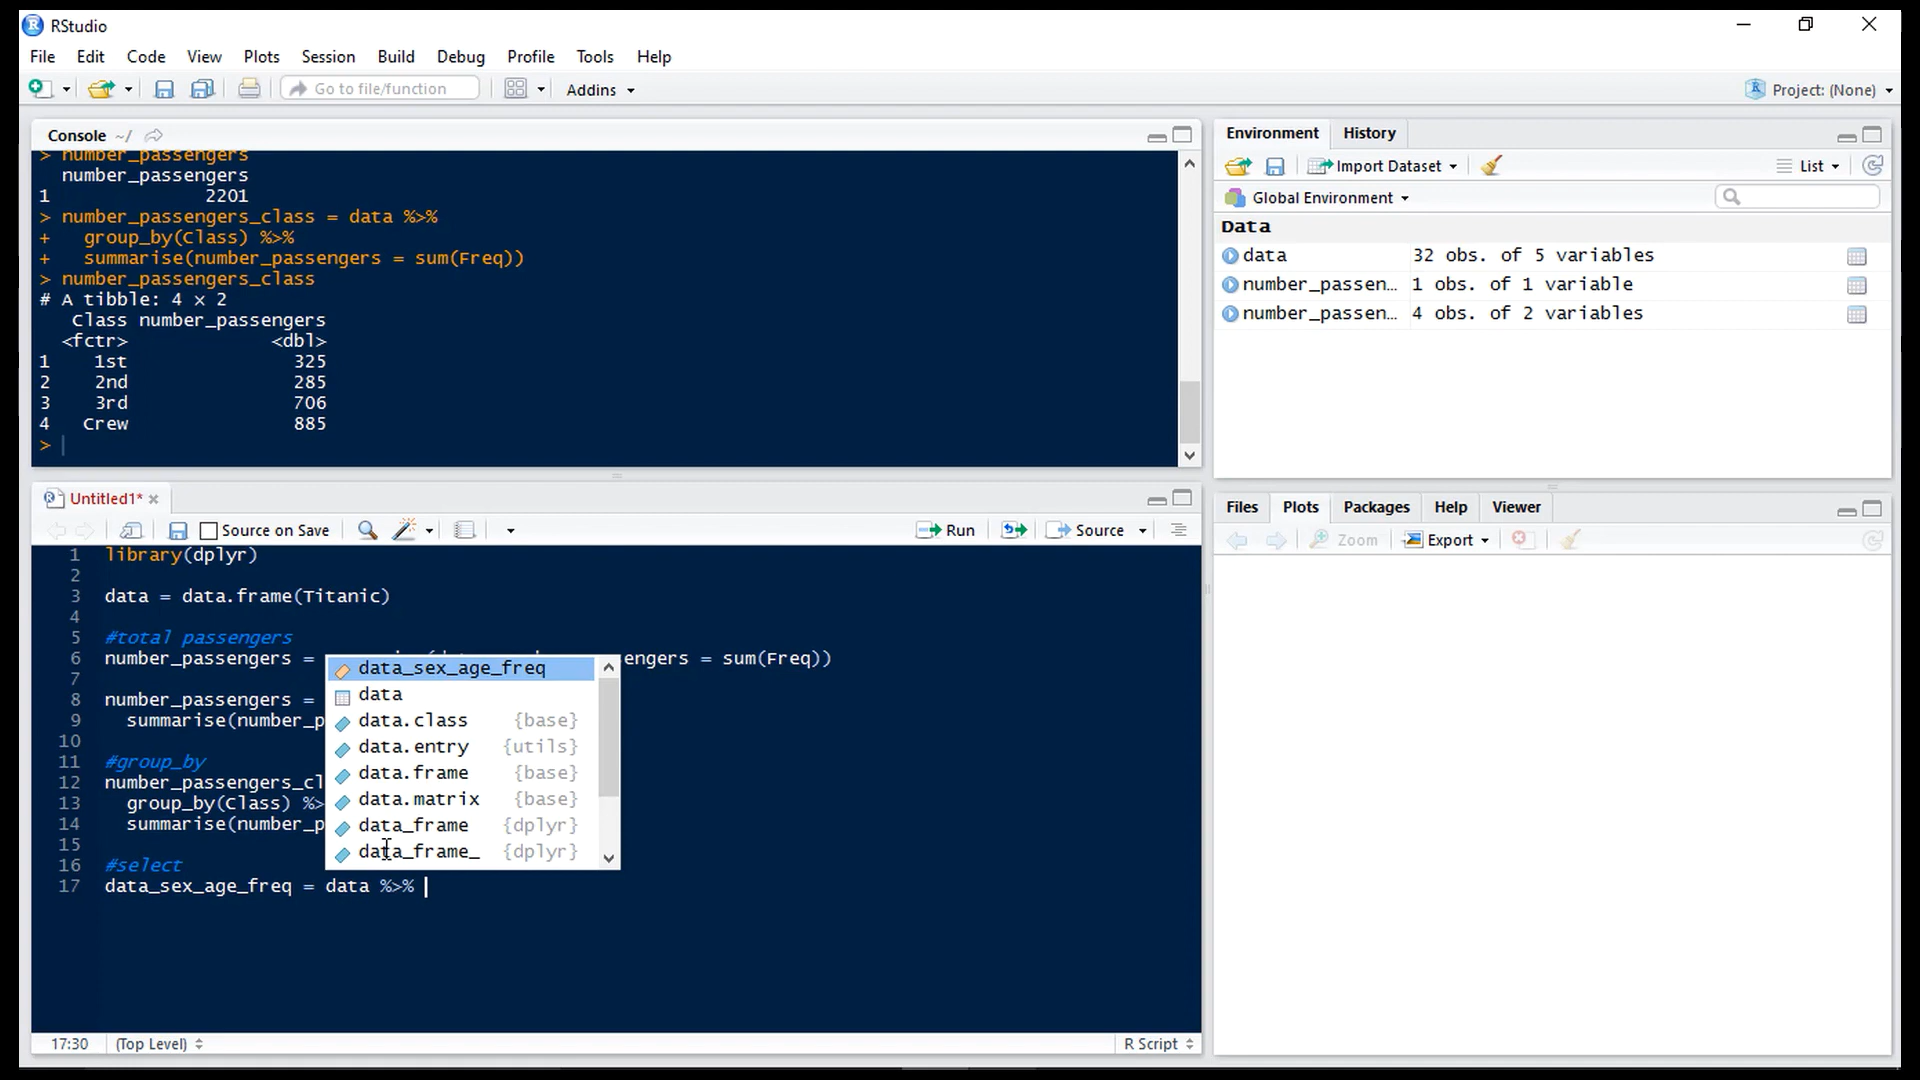 RStudio
File Edit Code View Plots Session Build Debug Profile Tools Help
Go to file/function Addins Project: (None)
Console ~/
> number_passengers
number_passengers
1 2201
> number_passengers_class = data %>%
+ group_by(Class) %>%
+ summarise(number_passengers = sum(Freq))
> number_passengers_class
# A tibble: 4 × 2
Class number_passengers
<fctr> <dbl>
1 1st 325
2 2nd 285
3 3rd 706
4 Crew 885
>
Environment History
Import Dataset List
Global Environment
Data
data 32 obs. of 5 variables
number_passen… 1 obs. of 1 variable
number_passen… 4 obs. of 2 variables
Untitled1*
Source on Save Run Source
1 library(dplyr)
2
3 data = data.frame(Titanic)
4
5 #total passengers
6 number_passengers = engers = sum(Freq))
7
8 number_passengers =
9 summarise(number_p
10
11 #group_by
12 number_passengers_cl
13 group_by(Class) %>
14 summarise(number_p
15
16 #select
17 data_sex_age_freq = data %>%
data_sex_age_freq
data
data.class {base}
data.entry {utils}
data.frame {base}
data.matrix {base}
data_frame {dplyr}
data_frame_ {dplyr}
17:30 (Top Level) R Script
Files Plots Packages Help Viewer
Zoom Export